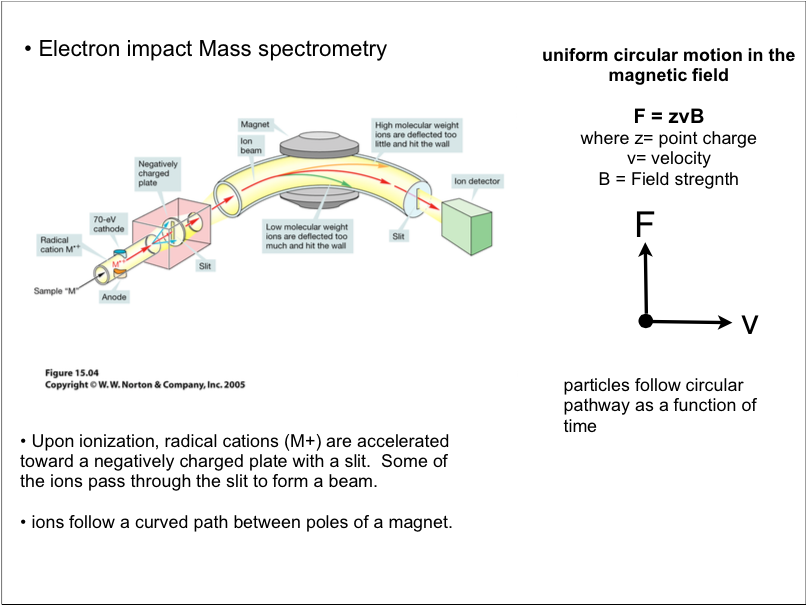 • Electron impact Mass spectrometry
uniform circular motion in the
magnetic field
F = zvB
where z= point charge
v= velocity
B = Field stregnth
Magnet
Ion
beam
High molecular weight
ions are deflected too
little and hit the wall
Negatively
charged
plate
Ion detector
70-eV
cathode
Radical
cation M•+
M•+
Low molecular weight
ions are deflected too
much and hit the wall
Slit
Slit
Sample "M"
Anode
F
v
Figure 15.04
Copyright © W. W. Norton & Company, Inc. 2005
particles follow circular
pathway as a function of
time
• Upon ionization, radical cations (M+) are accelerated
toward a negatively charged plate with a slit.  Some of
the ions pass through the slit to form a beam.
• ions follow a curved path between poles of a magnet.